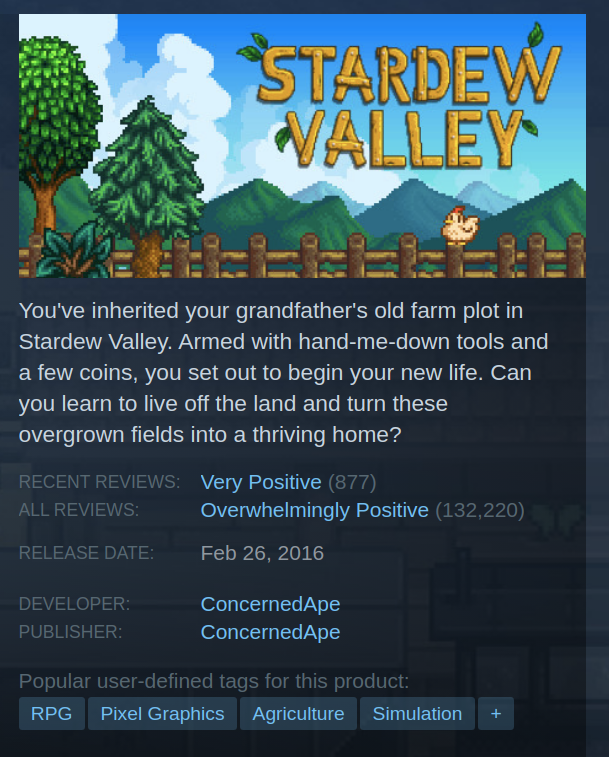 STARDEW
VALLEY
You've inherited your grandfather's old farm plot in
Stardew Valley. Armed with hand-me-down tools and
a few coins, you set out to begin your new life. Can
you learn to live off the land and turn these
overgrown fields into a thriving home?
RECENT REVIEWS: Very Positive (877)
ALL REVIEWS: Overwhelmingly Positive (132,220)
RELEASE DATE: Feb 26, 2016
DEVELOPER: ConcernedApe
PUBLISHER: ConcernedApe
Popular user-defined tags for this product:
RPG Pixel Graphics Agriculture Simulation +